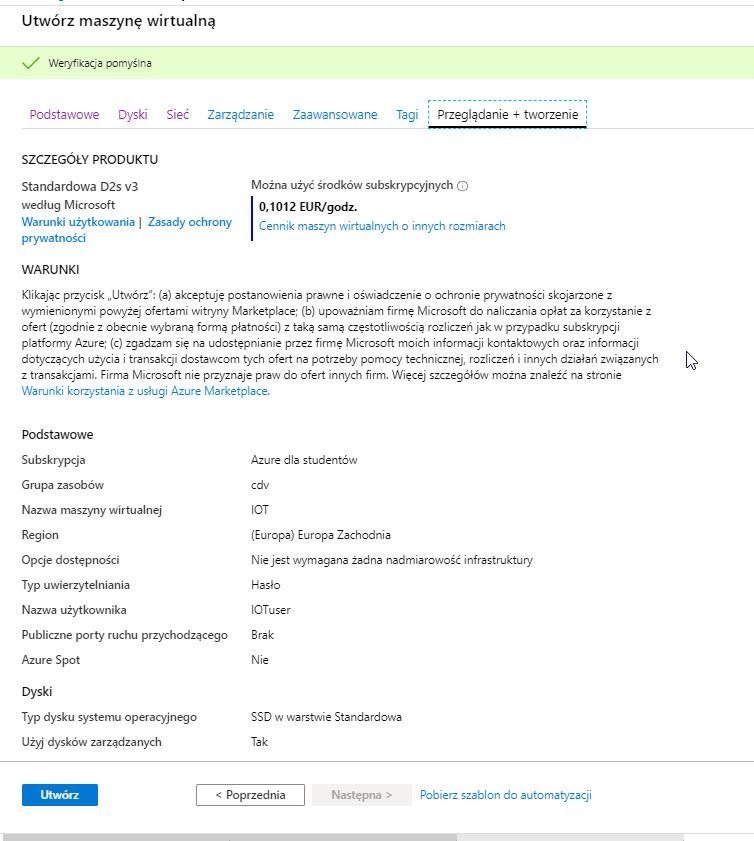 Utwórz maszynę wirtualną
Weryfikacja pomyślna
Podstawowe Dyski Sieć Zarządzanie Zaawansowane Tagi Przeglądanie + tworzenie
SZCZEGÓŁY PRODUKTU
Standardowa D2s v3
według Microsoft
Warunki użytkowania | Zasady ochrony
prywatności
Można użyć środków subskrypcyjnych
0,1012 EUR/godz.
Cennik maszyn wirtualnych o innych rozmiarach
WARUNKI
Klikając przycisk „Utwórz”: (a) akceptuję postanowienia prawne i oświadczenie o ochronie prywatności skojarzone z
wymienionymi powyżej ofertami witryny Marketplace; (b) upoważniam firmę Microsoft do naliczania opłat za korzystanie z
ofert (zgodnie z obecnie wybraną formą płatności) z taką samą częstotliwością rozliczeń jak w przypadku subskrypcji
platformy Azure; (c) zgadzam się na udostępnianie przez firmę Microsoft moich informacji kontaktowych oraz informacji
dotyczących użycia i transakcji dostawcom tych ofert na potrzeby pomocy technicznej, rozliczeń i innych działań związanych
z transakcjami. Firma Microsoft nie przyznaje praw do ofert innych firm. Więcej szczegółów można znaleźć na stronie
Warunki korzystania z usługi Azure Marketplace.
Podstawowe
Subskrypcja Azure dla studentów
Grupa zasobów cdv
Nazwa maszyny wirtualnej IOT
Region (Europa) Europa Zachodnia
Opcje dostępności Nie jest wymagana żadna nadmiarowość infrastruktury
Typ uwierzytelniania Hasło
Nazwa użytkownika IOTuser
Publiczne porty ruchu przychodzącego Brak
Azure Spot Nie
Dyski
Typ dysku systemu operacyjnego SSD w warstwie Standardowa
Użyj dysków zarządzanych Tak
Utwórz < Poprzednia Następna > Pobierz szablon do automatyzacji